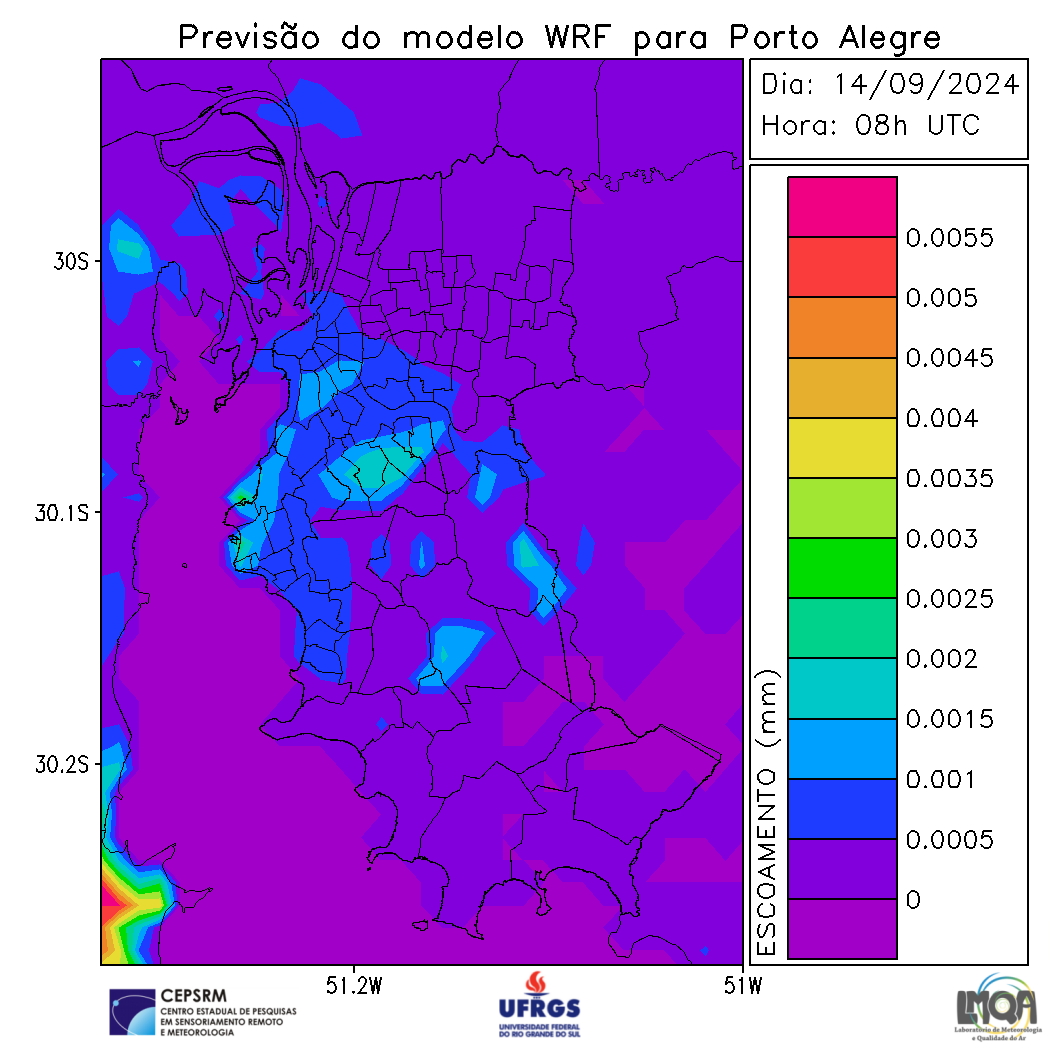 Previsão do modelo WRF para Porto Alegre
Dia: 14/09/2024
Hora: 08h UTC
0.0055
0.005
0.0045
0.004
0.0035
0.003
0.0025
0.002
0.0015
0.001
0.0005
0
ESCOAMENTO (mm)
30S
30.1S
30.2S
51.2W
51W
CEPSRM
CENTRO ESTADUAL DE PESQUISAS
EM SENSORIAMENTO REMOTO
E METEOROLOGIA
UFRGS
UNIVERSIDADE FEDERAL
DO RIO GRANDE DO SUL
LMQA
Laboratório de Meteorologia
e Qualidade do Ar